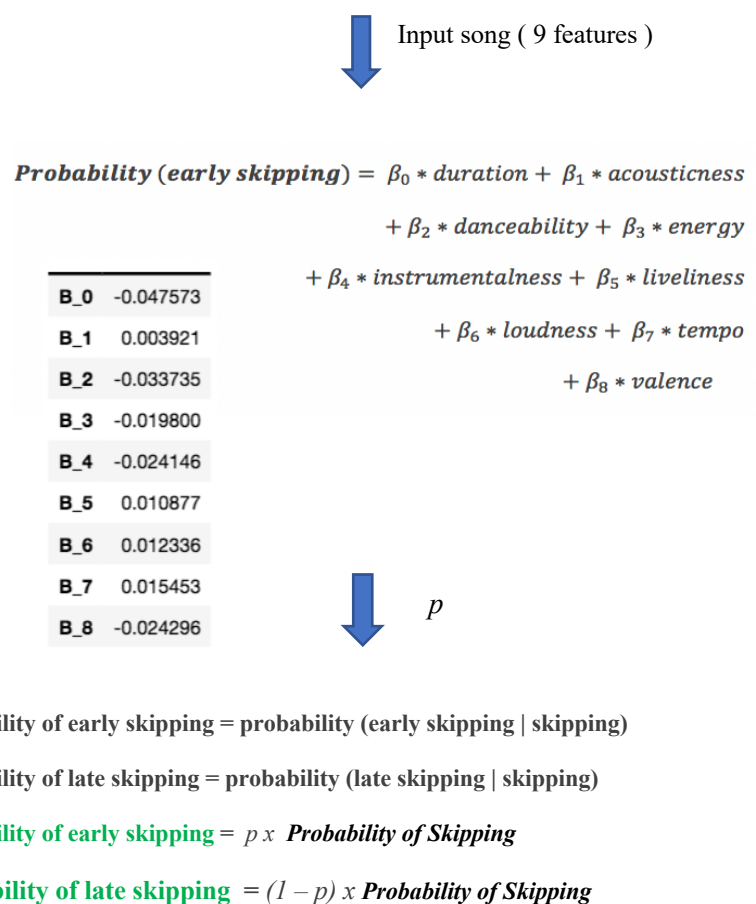 Input song ( 9 features )
Probability (early skipping) = β₀ * duration + β₁ * acousticness
+ β₂ * danceability + β₃ * energy
+ β₄ * instrumentalness + β₅ * liveliness
+ β₆ * loudness + β₇ * tempo
+ β₈ * valence
B_0 -0.047573
B_1 0.003921
B_2 -0.033735
B_3 -0.019800
B_4 -0.024146
B_5 0.010877
B_6 0.012336
B_7 0.015453
B_8 -0.024296
p
ility of early skipping = probability (early skipping | skipping)
ility of late skipping = probability (late skipping | skipping)
ility of early skipping = p x Probability of Skipping
bility of late skipping = (1 – p) x Probability of Skipping